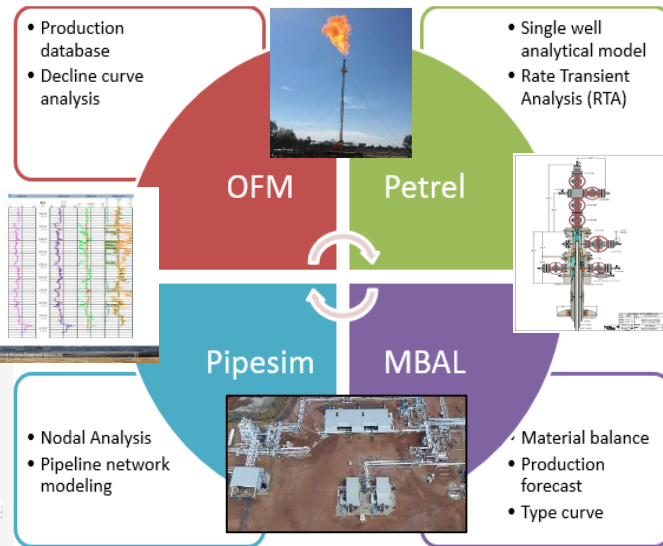 • Production
database
• Decline curve
analysis
• Single well
analytical model
• Rate Transient
Analysis (RTA)
OFM
Petrel
Pipesim
MBAL
• Nodal Analysis
• Pipeline network
modeling
• Material balance
• Production
forecast
• Type curve